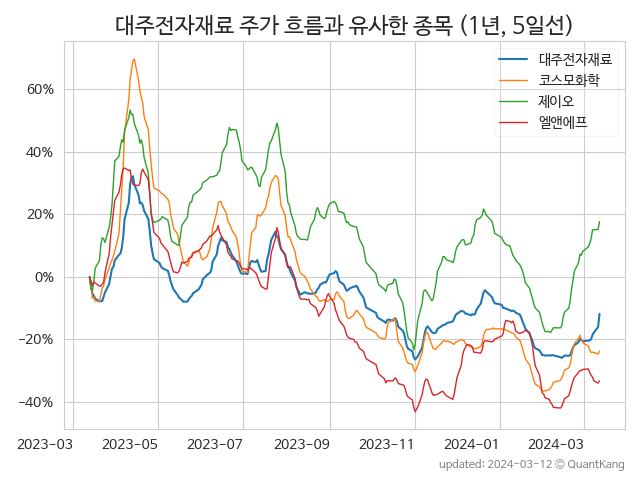 대주전자재료 주가 흐름과 유사한 종목 (1년, 5일선)
대주전자재료
코스모화학
제이오
엘앤에프
60%
40%
20%
0%
−20%
−40%
2023-03 2023-05 2023-07 2023-09 2023-11 2024-01 2024-03
updated: 2024-03-12 © QuantKang